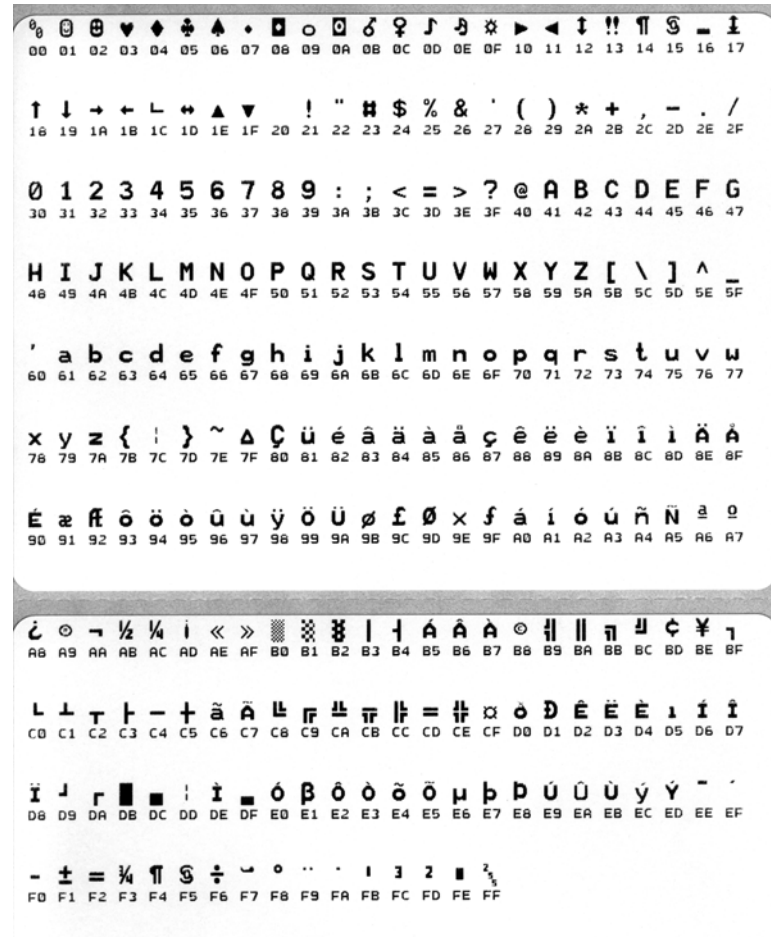 ⁰₀ ☺ ☻ ♥ ♦ ♣ ♠ • ◘ ○ ◙ ♂ ♀ ♪ ♫ ☼ ► ◄ ↕ ‼ ¶ § ▬ ↨
00 01 02 03 04 05 06 07 08 09 0A 0B 0C 0D 0E 0F 10 11 12 13 14 15 16 17
↑ ↓ → ← ∟ ↔ ▲ ▼ ! " # $ % & ' ( ) * + , - . /
18 19 1A 1B 1C 1D 1E 1F 20 21 22 23 24 25 26 27 28 29 2A 2B 2C 2D 2E 2F
0 1 2 3 4 5 6 7 8 9 : ; < = > ? @ A B C D E F G
30 31 32 33 34 35 36 37 38 39 3A 3B 3C 3D 3E 3F 40 41 42 43 44 45 46 47
H I J K L M N O P Q R S T U V W X Y Z [ \ ] ^ _
48 49 4A 4B 4C 4D 4E 4F 50 51 52 53 54 55 56 57 58 59 5A 5B 5C 5D 5E 5F
' a b c d e f g h i j k l m n o p q r s t u v w
60 61 62 63 64 65 66 67 68 69 6A 6B 6C 6D 6E 6F 70 71 72 73 74 75 76 77
x y z { ¦ } ~ ∆ Ç ü é â ä à å ç ê ë è ï î ì Ä Å
78 79 7A 7B 7C 7D 7E 7F 80 81 82 83 84 85 86 87 88 89 8A 8B 8C 8D 8E 8F
É æ Æ ô ö ò û ù ÿ Ö Ü ø £ Ø × ƒ á í ó ú ñ Ñ ª º
90 91 92 93 94 95 96 97 98 99 9A 9B 9C 9D 9E 9F A0 A1 A2 A3 A4 A5 A6 A7
¿ ® ¬ ½ ¼ ¡ « » ░ ▒ ▓ │ ┤ Á Â À © ╣ ║ ╗ ╝ ¢ ¥ ┐
A8 A9 AA AB AC AD AE AF B0 B1 B2 B3 B4 B5 B6 B7 B8 B9 BA BB BC BD BE BF
└ ┴ ┬ ├ ─ ┼ ã Ã ╚ ╔ ╩ ╦ ╠ ═ ╬ ¤ ð Ð Ê Ë È ı Í Î
C0 C1 C2 C3 C4 C5 C6 C7 C8 C9 CA CB CC CD CE CF D0 D1 D2 D3 D4 D5 D6 D7
Ï ┘ ┌ █ ▄ ¦ Ì ▬ Ó β Ô Ò õ Õ µ þ Þ Ú Û Ù ý Ý ¯ ´
D8 D9 DA DB DC DD DE DF E0 E1 E2 E3 E4 E5 E6 E7 E8 E9 EA EB EC ED EE EF
- ± = ¾ ¶ § ÷ ¸ ° ¨ · ı 3 2 ■ ²⁵₅
F0 F1 F2 F3 F4 F5 F6 F7 F8 F9 FA FB FC FD FE FF